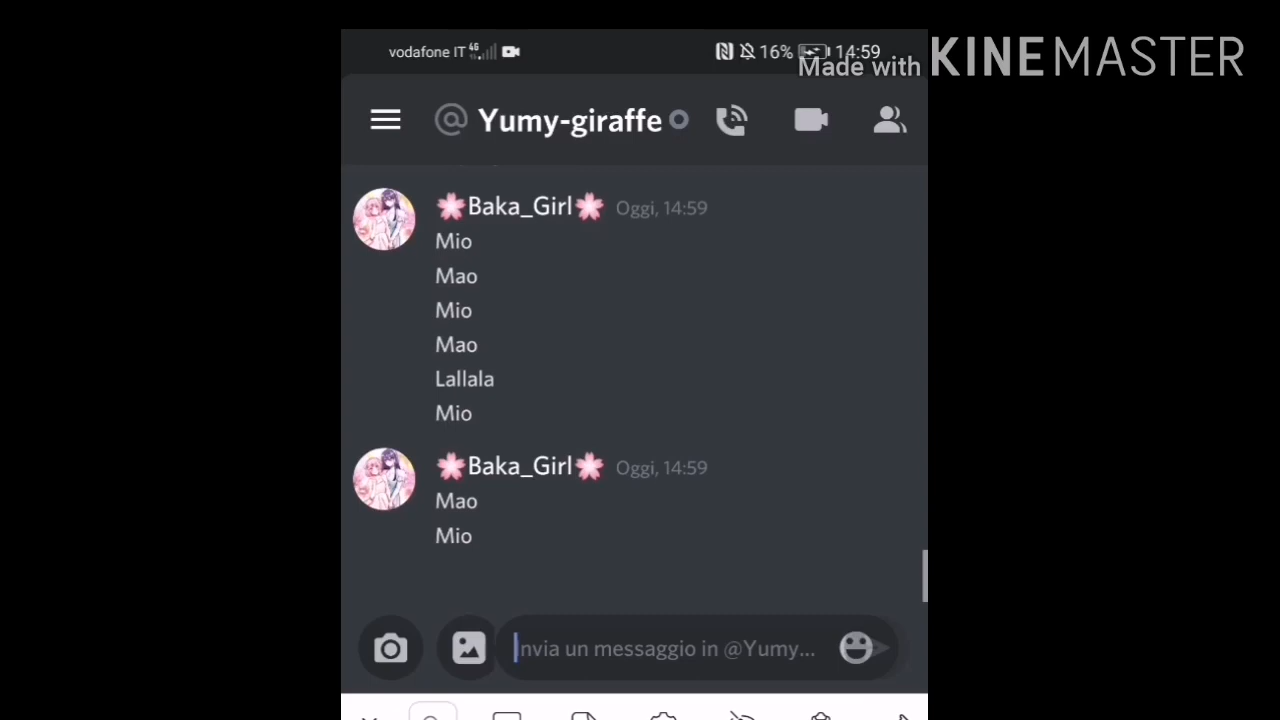 vodafone IT 4G 16% 14:59
Made with KINEMASTER
@ Yumy-giraffe
🌸Baka_Girl🌸 Oggi, 14:59
Mio
Mao
Mio
Mao
Lallala
Mio
🌸Baka_Girl🌸 Oggi, 14:59
Mao
Mio
Invia un messaggio in @Yumy...